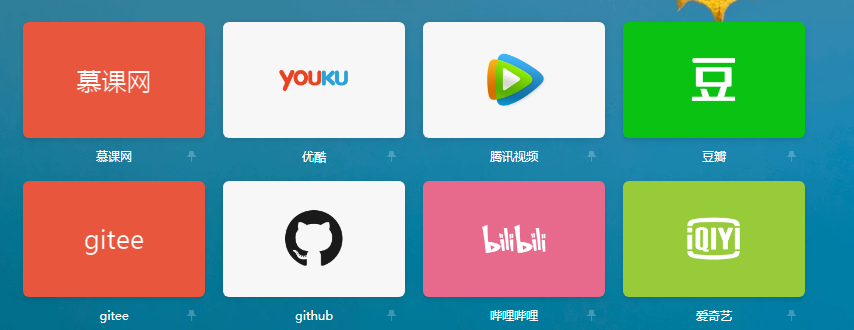 慕课网
YOUKU
豆
慕课网
优酷
腾讯视频
豆瓣
gitee
bilibili
iQIYI
gitee
github
哔哩哔哩
爱奇艺